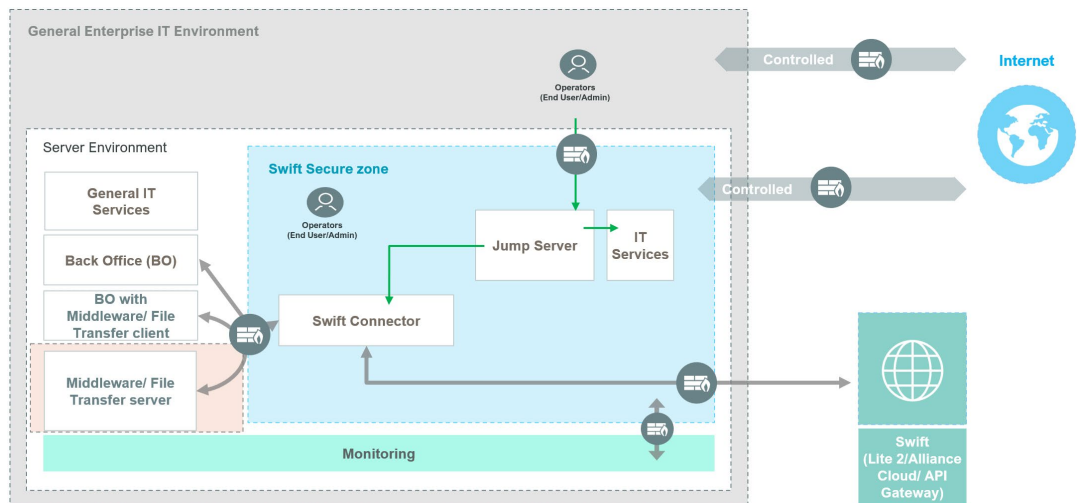 General Enterprise IT Environment
Controlled
Internet
Operators
(End User/Admin)
Server Environment
Swift Secure zone
General IT
Services
Operators
(End User/Admin)
Controlled
Jump Server
IT
Services
Back Office (BO)
BO with
Middleware/ File
Transfer client
Swift Connector
Middleware/ File
Transfer server
Monitoring
Swift
(Lite 2/Alliance
Cloud/ API
Gateway)